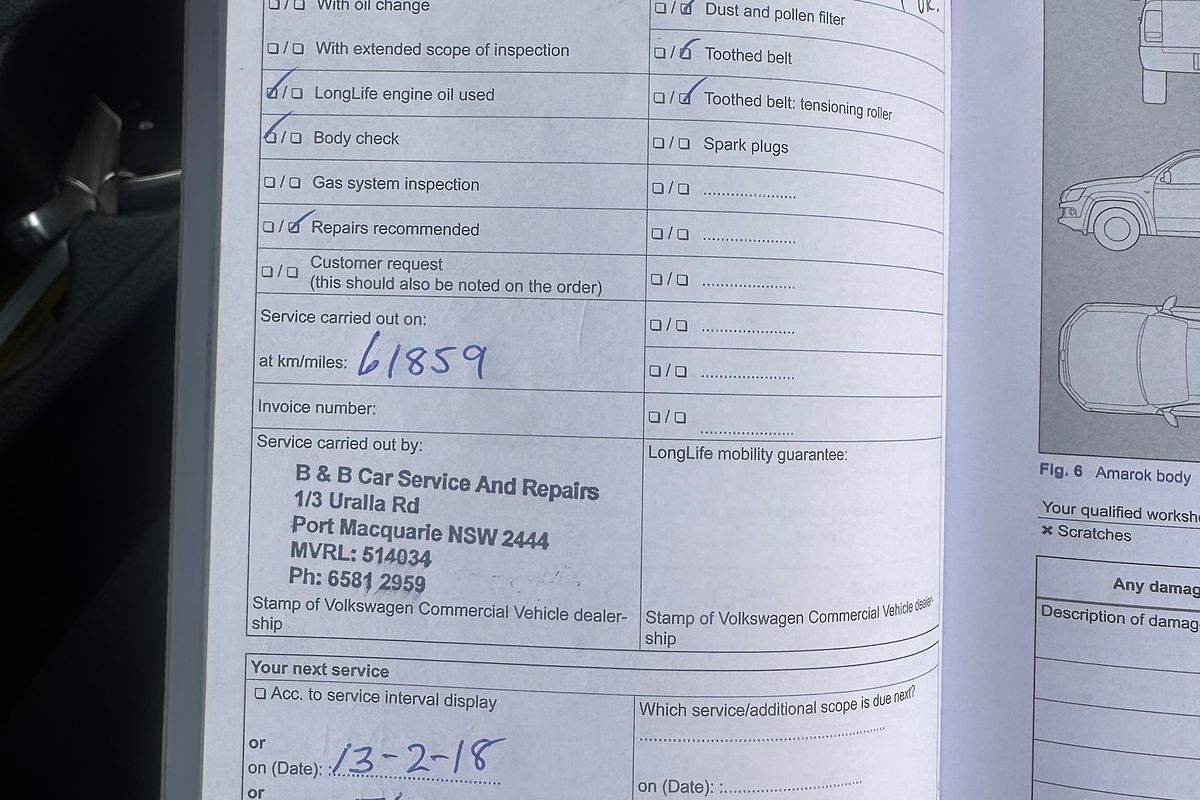 With oil change
With extended scope of inspection
LongLife engine oil used
Body check
Gas system inspection
Repairs recommended
Customer request
(this should also be noted on the order)
Service carried out on:
at km/miles: 61859
Invoice number:
Service carried out by:
B & B Car Service And Repairs
1/3 Uralla Rd
Port Macquarie NSW 2444
MVRL: 514034
Ph: 6581 2959
Stamp of Volkswagen Commercial Vehicle dealer-
ship
OK.
Dust and pollen filter
Toothed belt
Toothed belt: tensioning roller
Spark plugs
LongLife mobility guarantee:
Stamp of Volkswagen Commercial Vehicle dealer-
ship
Your next service
Acc. to service interval display
or
on (Date): 13-2-18
or
Which service/additional scope is due next?
on (Date):
Fig. 6 Amarok body
Your qualified worksh
× Scratches
Any damag
Description of damag